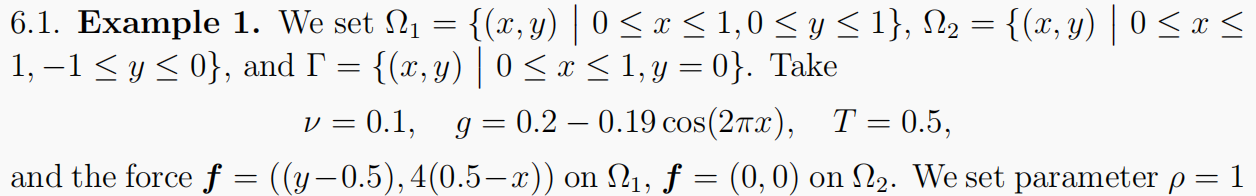 6.1. Example 1. We set Ω₁ = {(x, y) | 0 ≤ x ≤ 1, 0 ≤ y ≤ 1}, Ω₂ = {(x, y) | 0 ≤ x ≤
1, −1 ≤ y ≤ 0}, and Γ = {(x, y) | 0 ≤ x ≤ 1, y = 0}. Take
ν = 0.1, g = 0.2 − 0.19 cos(2πx), T = 0.5,
and the force f = ((y−0.5), 4(0.5−x)) on Ω₁, f = (0, 0) on Ω₂. We set parameter ρ = 1